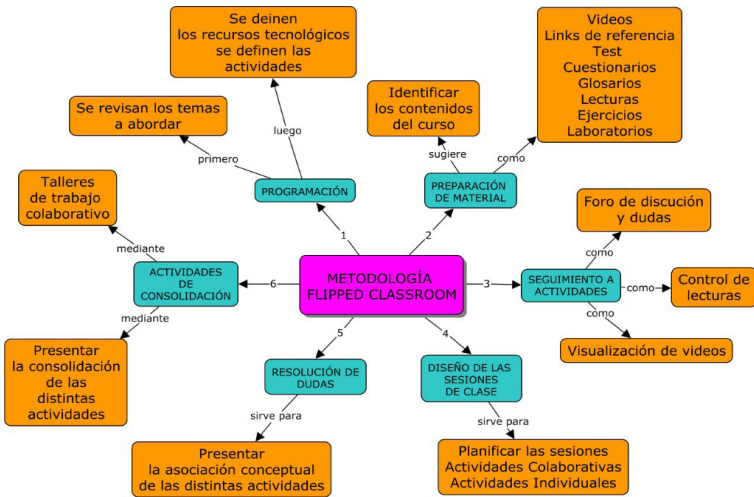 Se deinen
los recursos tecnológicos
se definen las
actividades
Videos
Links de referencia
Test
Cuestionarios
Glosarios
Lecturas
Ejercicios
Laboratorios
Identificar
los contenidos
del curso
Se revisan los temas
a abordar
luego
primero
sugiere
como
PROGRAMACIÓN
PREPARACIÓN
DE MATERIAL
Talleres
de trabajo
colaborativo
Foro de discución
y dudas
1
2
mediante
como
ACTIVIDADES
DE CONSOLIDACIÓN
6
METODOLOGÍA
FLIPPED CLASSROOM
3
SEGUIMIENTO A
ACTIVIDADES
como
Control de
lecturas
mediante
como
5
4
Presentar
la consolidación
de las
distintas
actividades
RESOLUCIÓN DE
DUDAS
DISEÑO DE LAS
SESIONES
DE CLASE
Visualización de videos
sirve para
sirve para
Presentar
la asociación conceptual
de las distintas actividades
Planificar las sesiones
Actividades Colaborativas
Actividades Individuales